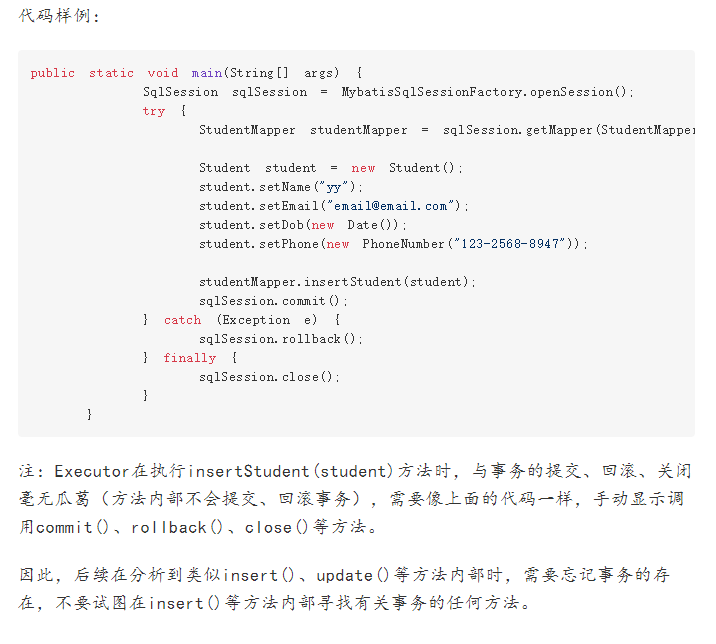 代码样例：
public static void main(String[] args) {
SqlSession sqlSession = MybatisSqlSessionFactory.openSession();
try {
StudentMapper studentMapper = sqlSession.getMapper(StudentMapper
Student student = new Student();
student.setName("yy");
student.setEmail("email@email.com");
student.setDob(new Date());
student.setPhone(new PhoneNumber("123-2568-8947"));
studentMapper.insertStudent(student);
sqlSession.commit();
} catch (Exception e) {
sqlSession.rollback();
} finally {
sqlSession.close();
}
}
注：Executor在执行insertStudent(student)方法时，与事务的提交、回滚、关闭
毫无瓜葛（方法内部不会提交、回滚事务），需要像上面的代码一样，手动显示调
用commit()、rollback()、close()等方法。
因此，后续在分析到类似insert()、update()等方法内部时，需要忘记事务的存
在，不要试图在insert()等方法内部寻找有关事务的任何方法。